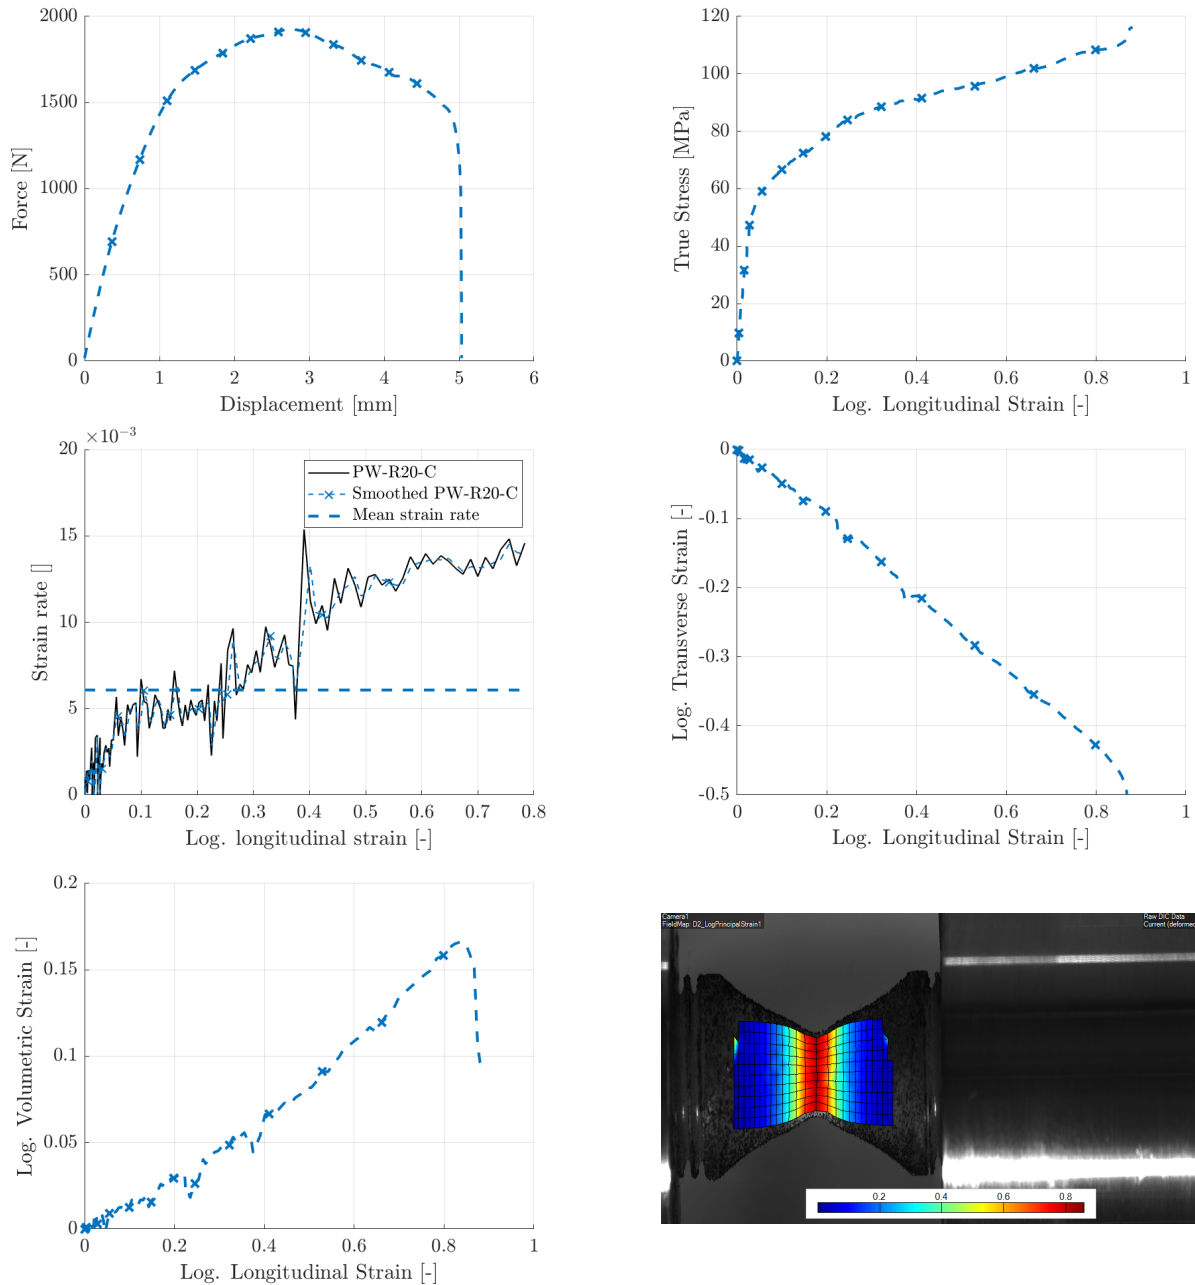 2000
1500
1000
500
0
0 1 2 3 4 5 6
Force [N]
Displacement [mm]
120
100
80
60
40
20
0
0 0.2 0.4 0.6 0.8 1
True Stress [MPa]
Log. Longitudinal Strain [-]
×10⁻³
20
15
10
5
0
0 0.1 0.2 0.3 0.4 0.5 0.6 0.7 0.8
Strain rate []
Log. longitudinal strain [-]
PW-R20-C
Smoothed PW-R20-C
Mean strain rate
0
-0.1
-0.2
-0.3
-0.4
-0.5
0 0.2 0.4 0.6 0.8 1
Log. Transverse Strain [-]
Log. Longitudinal Strain [-]
0.2
0.15
0.1
0.05
0
0 0.2 0.4 0.6 0.8 1
Log. Volumetric Strain [-]
Log. Longitudinal Strain [-]
Camera1
FieldMap: D2_LogPrincipalStrain1
Raw DIC Data
Current (deformed
0.2 0.4 0.6 0.8